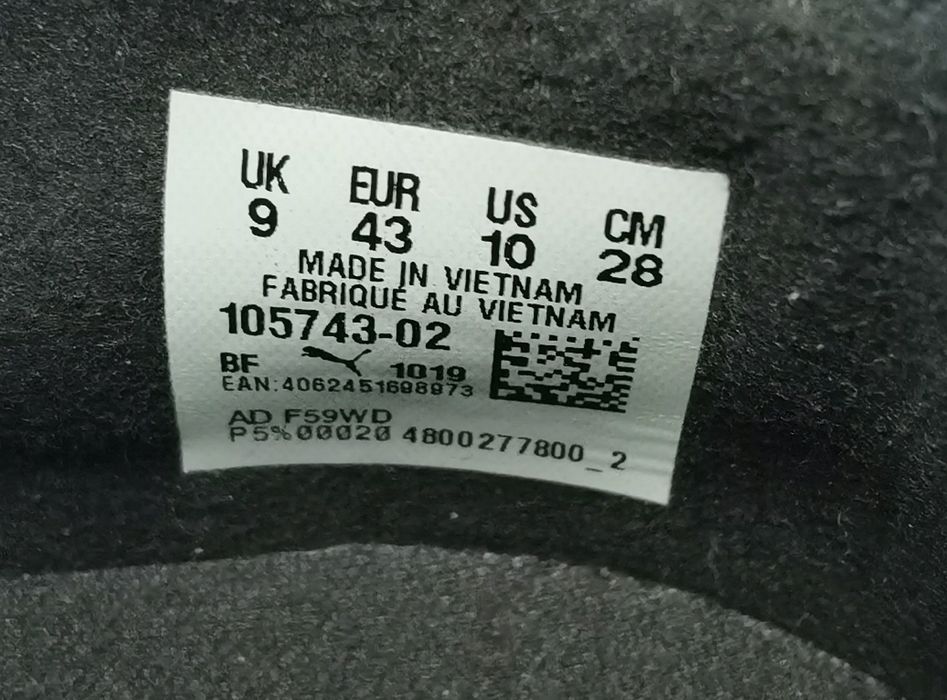 UK EUR US CM
9 43 10 28
MADE IN VIETNAM
FABRIQUÉ AU VIETNAM
105743-02
BF 1019
EAN:4062451698973
AD F59WD
P5%00020 4800277800_2